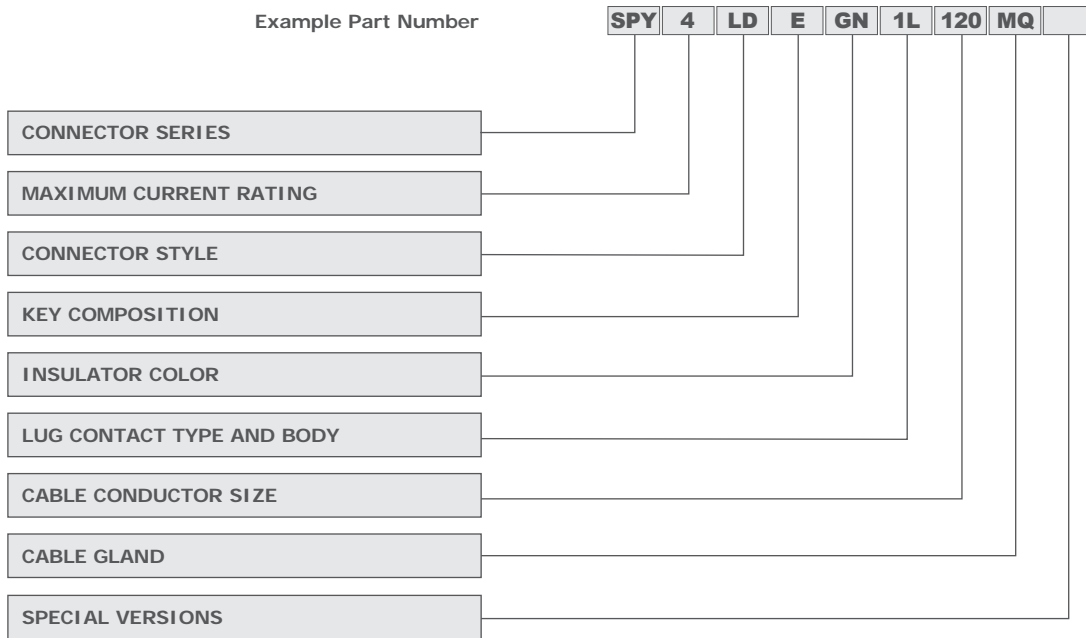 Example Part Number SPY 4 LD E GN 1L 120 MQ
CONNECTOR SERIES
MAXIMUM CURRENT RATING
CONNECTOR STYLE
KEY COMPOSITION
INSULATOR COLOR
LUG CONTACT TYPE AND BODY
CABLE CONDUCTOR SIZE
CABLE GLAND
SPECIAL VERSIONS